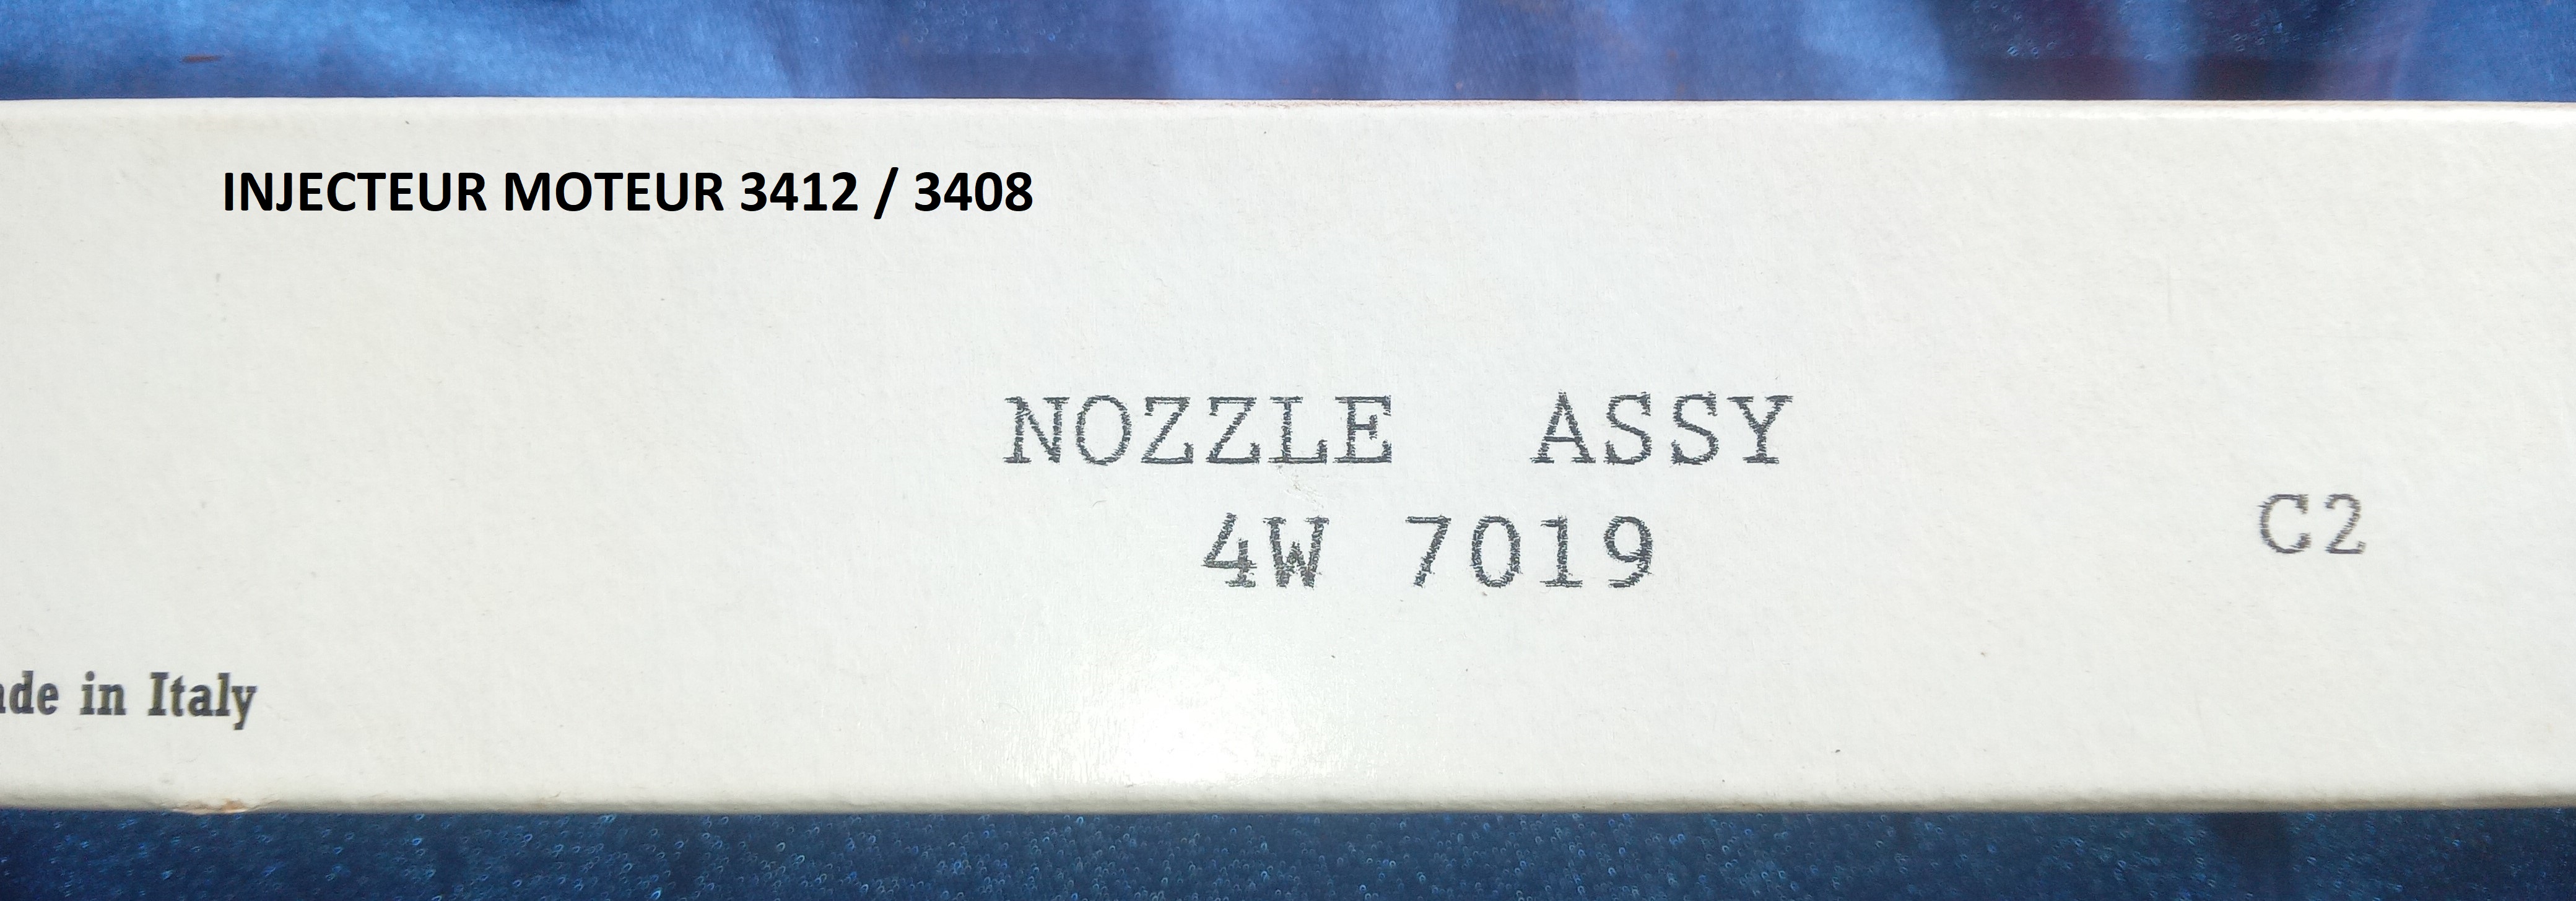 INJECTEUR MOTEUR 3412 / 3408
NOZZLE ASSY
4W 7019
C2
ade in Italy